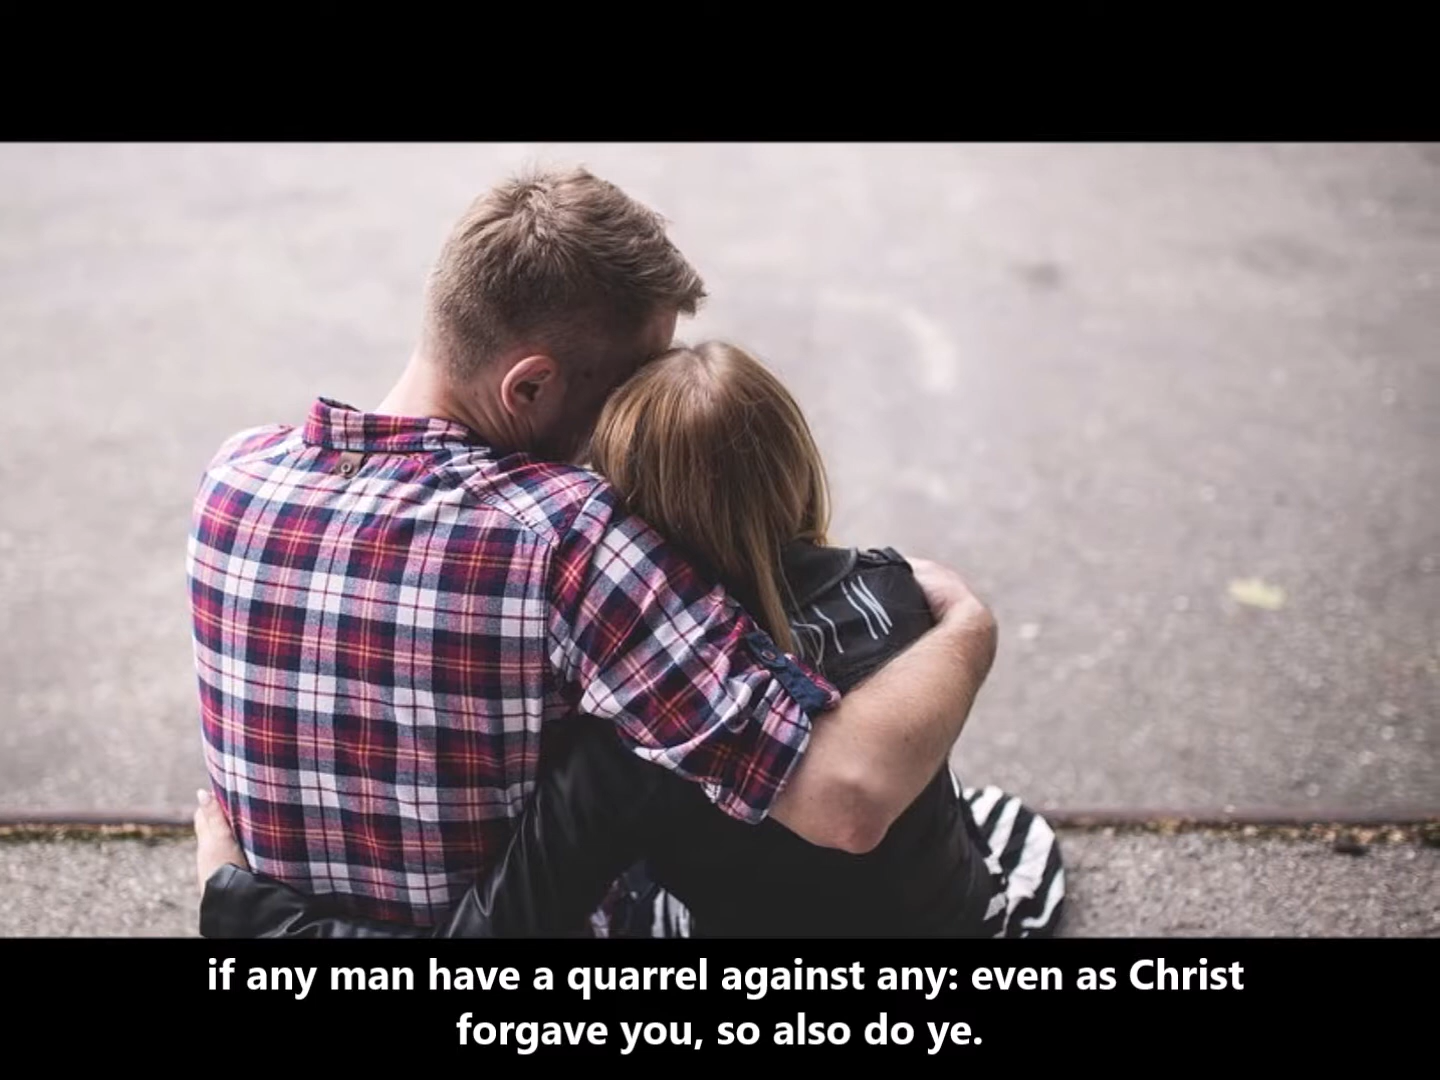 if any man have a quarrel against any: even as Christ
forgave you, so also do ye.